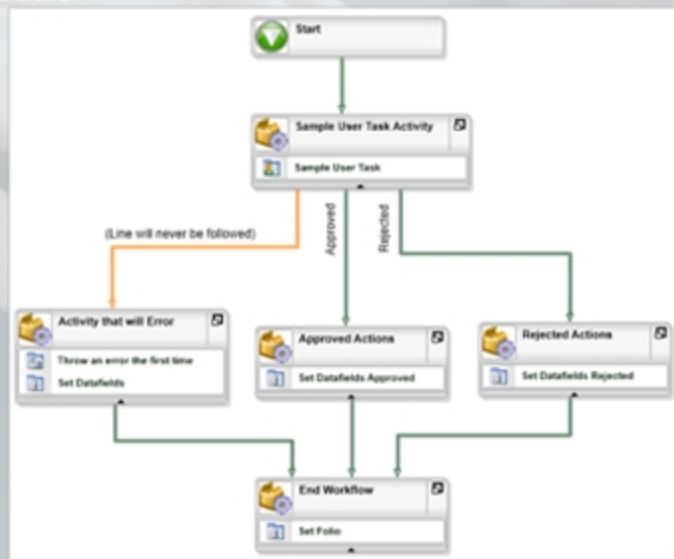 Start
Sample User Task Activity
Sample User Task
(Line will never be followed)
Approved
Rejected
Activity that will Error
Throw an error the first time
Set Datafields
Approved Actions
Set Datafields Approved
Rejected Actions
Set Datafields Rejected
End Workflow
Set Folio